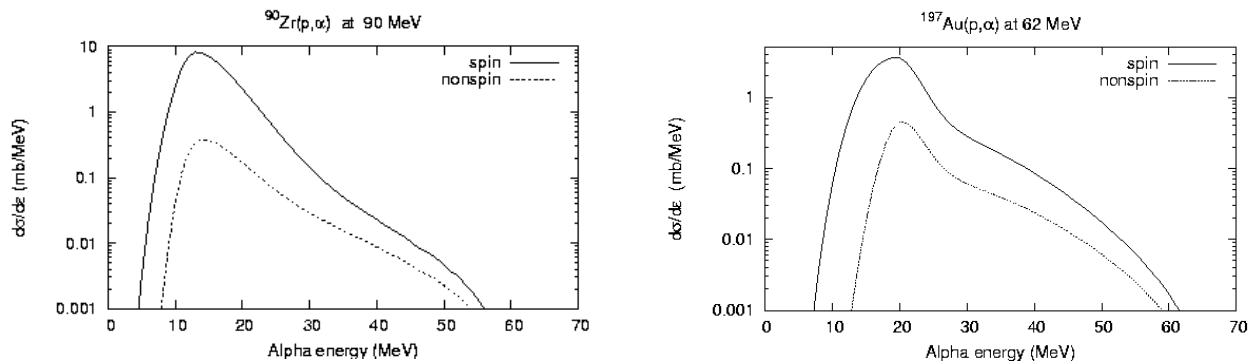 ⁹⁰Zr(p,α) at 90 MeV
10
1
0.1
0.01
0.001
dσ/dε (mb/MeV)
spin
nonspin
0 10 20 30 40 50 60 70
Alpha energy (MeV)
¹⁹⁷Au(p,α) at 62 MeV
1
0.1
0.01
0.001
dσ/dε (mb/MeV)
spin
nonspin
0 10 20 30 40 50 60 70
Alpha energy (MeV)